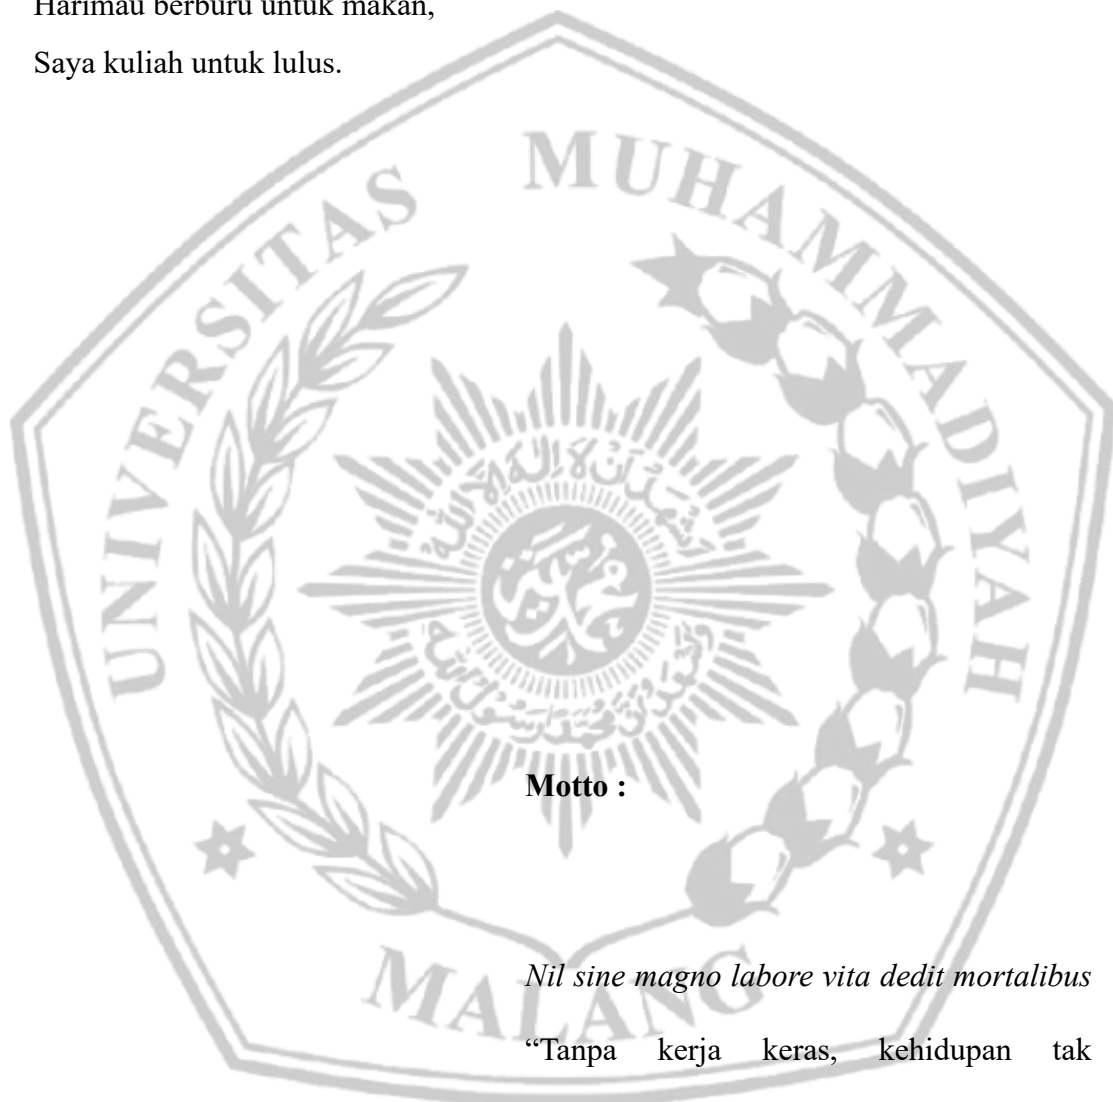 Harimau berburu untuk makan,
Saya kuliah untuk lulus.
UNIVERSITAS MUHAMMADIYAH
MALANG
Motto :
Nil sine magno labore vita dedit mortalibus
“Tanpa kerja keras, kehidupan tak